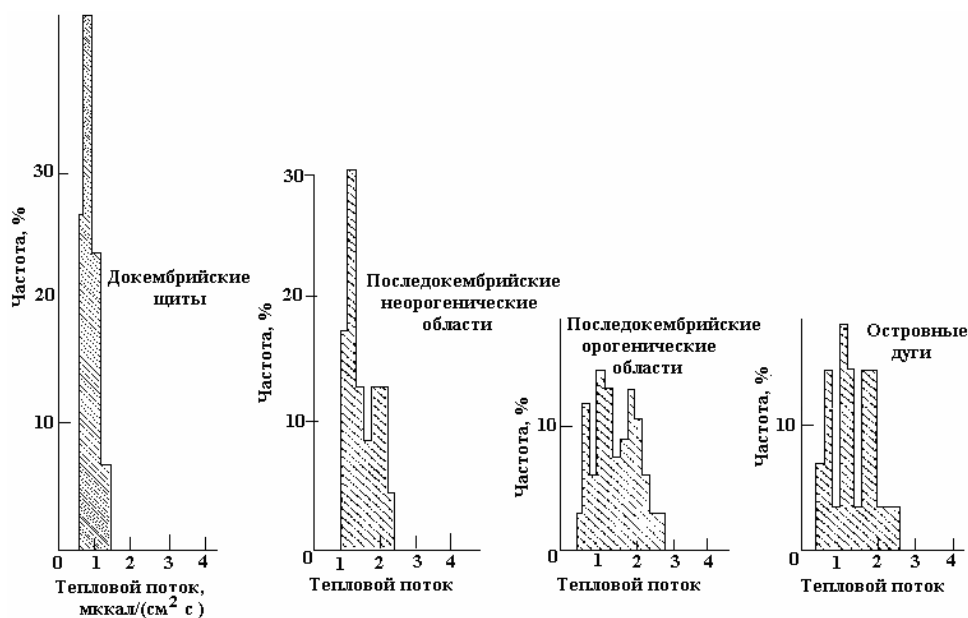 Частота, %
30
20
10
0 1 2 3 4
Тепловой поток,
мккал/(см² с )
Докембрийские
щиты
Частота, %
30
20
10
0 1 2 3 4
Тепловой поток
Последокембрийские
неорогенические
области
Частота, %
10
0 1 2 3 4
Тепловой поток
Последокембрийские
орогенические
области
Частота, %
10
0 1 2 3 4
Тепловой поток
Островные
дуги